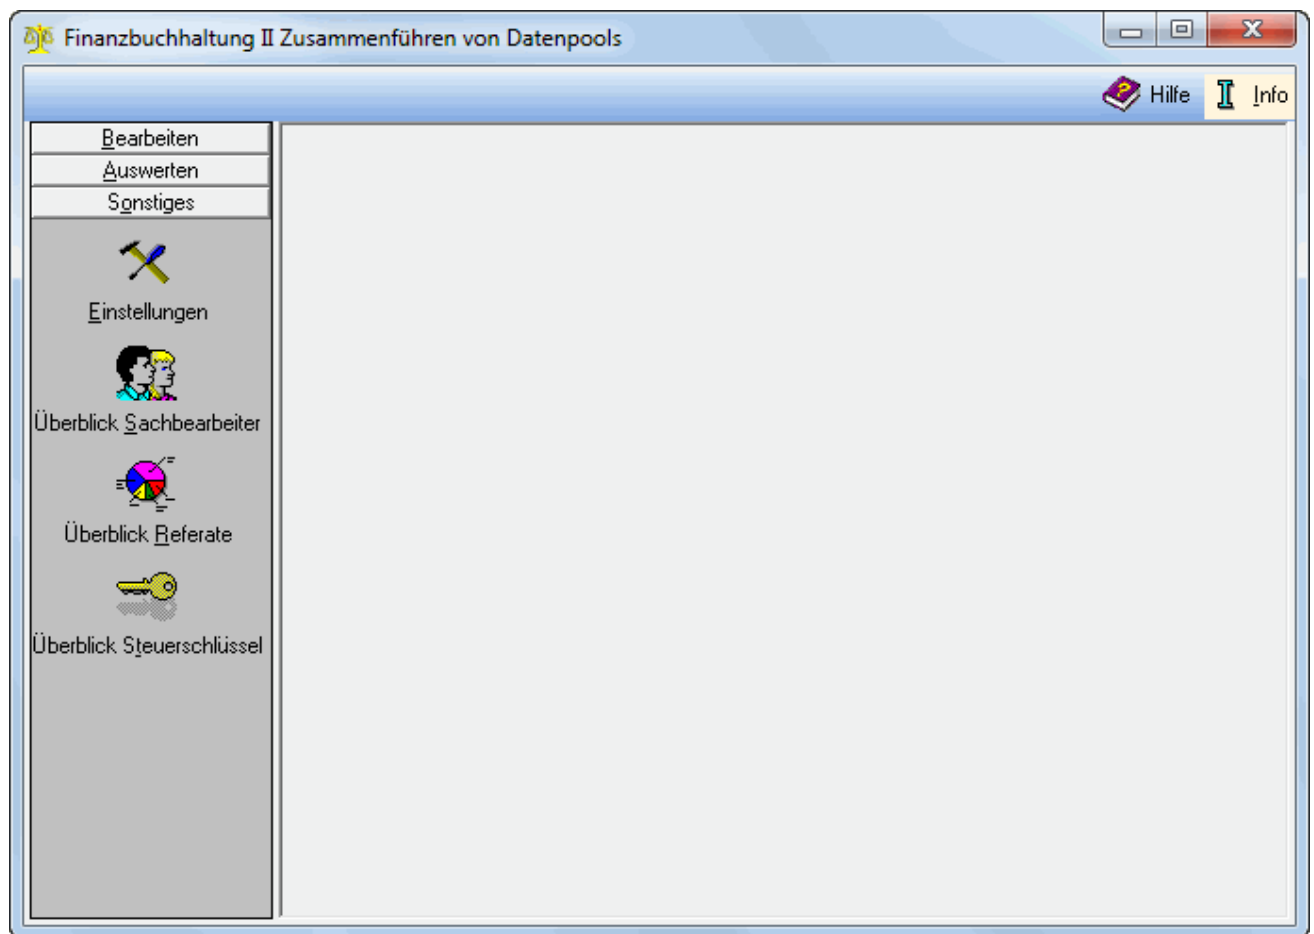 Finanzbuchhaltung II Zusammenführen von Datenpools
Hilfe Info
Bearbeiten
Auswerten
Sonstiges
Einstellungen
Überblick Sachbearbeiter
Überblick Referate
Überblick Steuerschlüssel